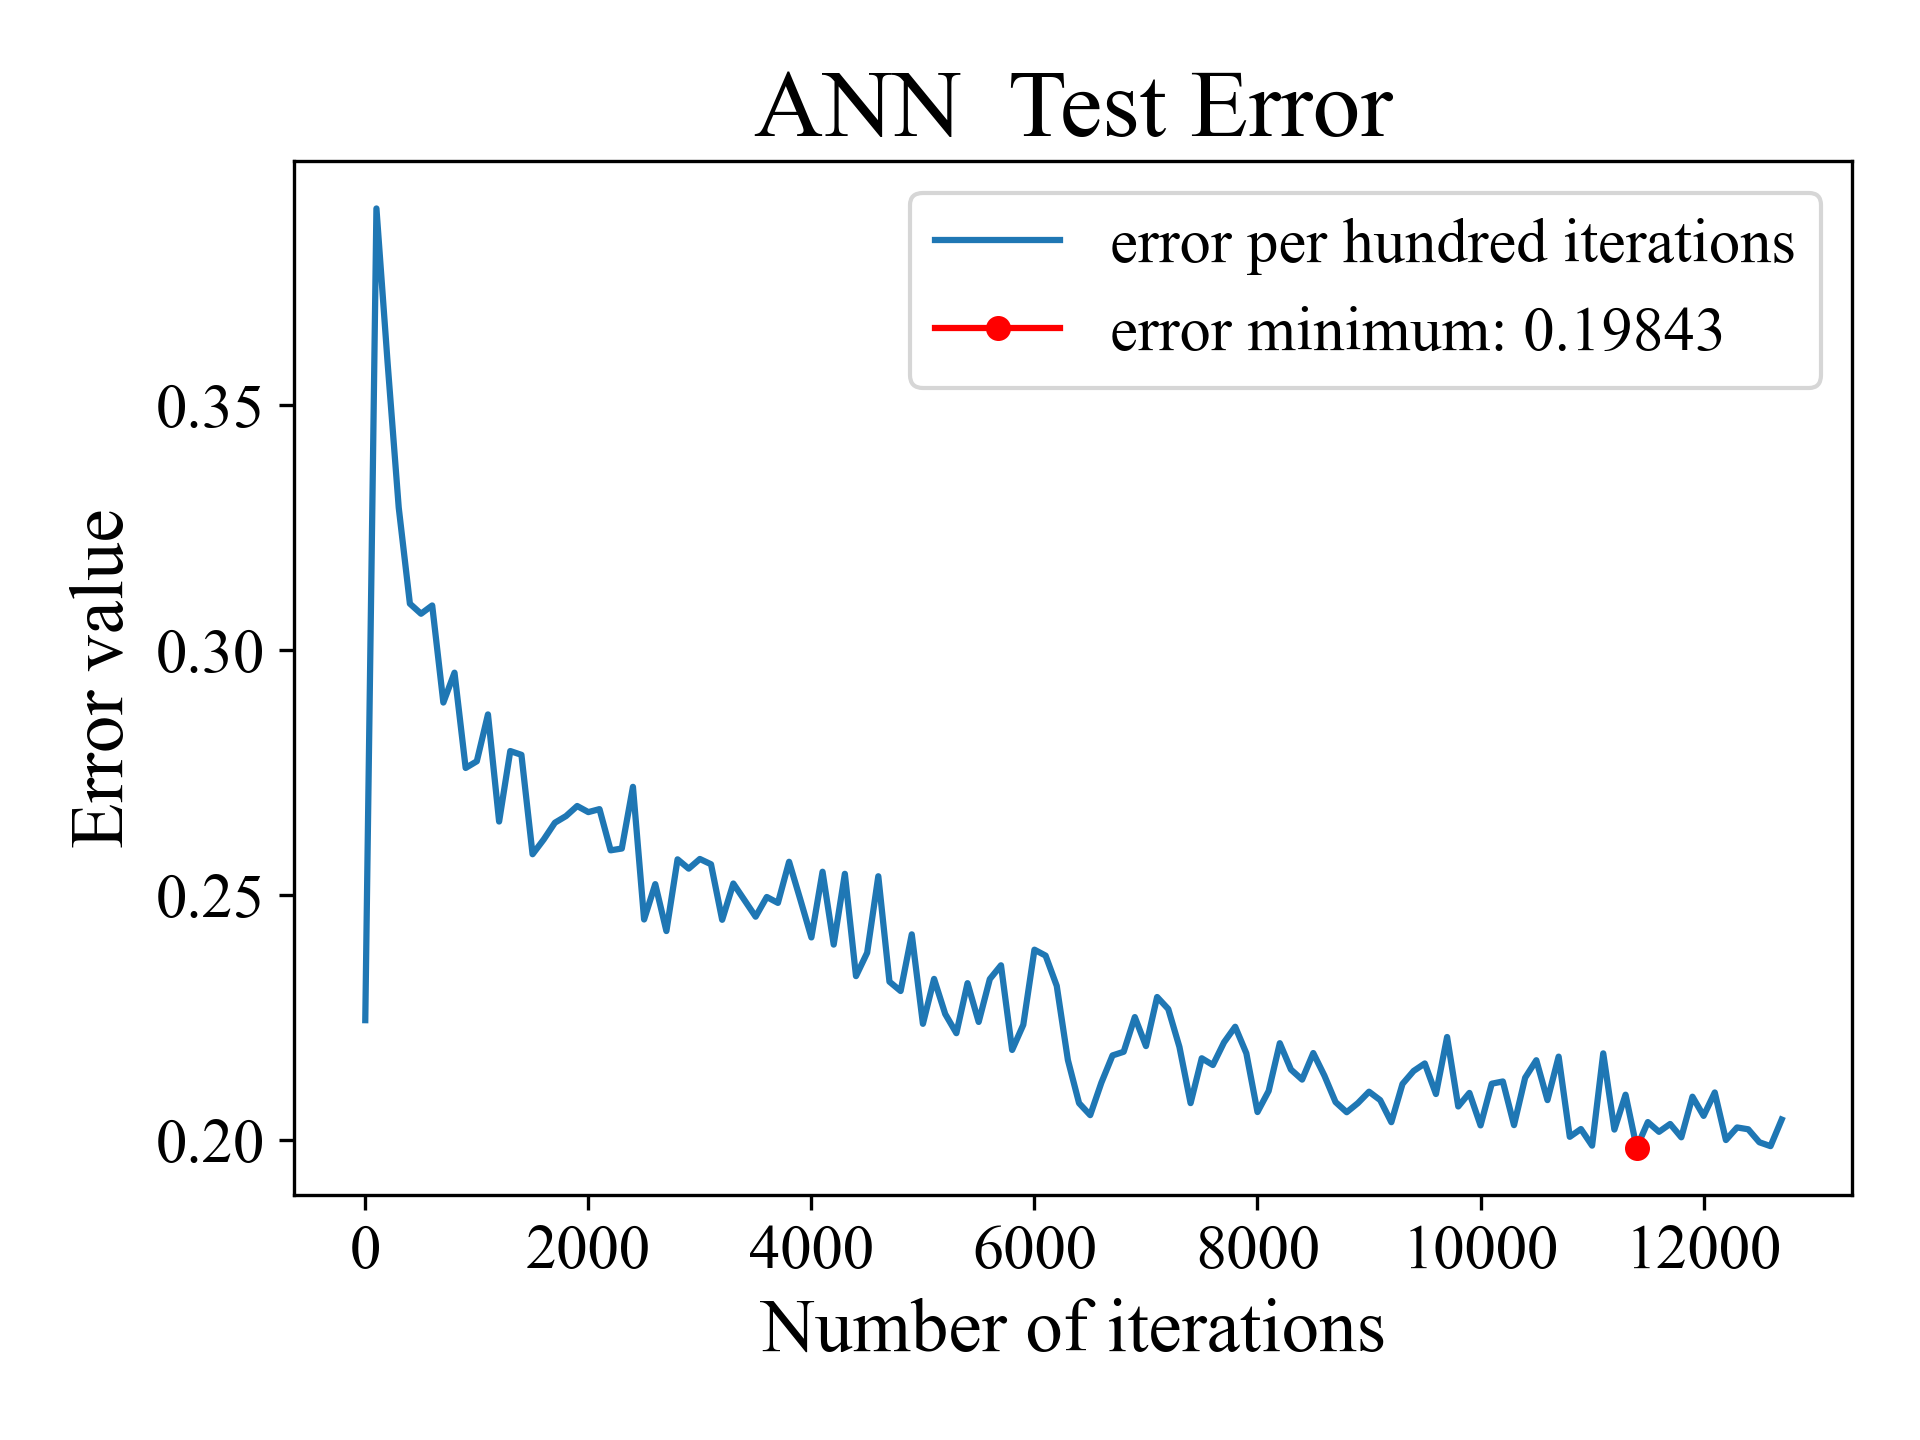 ANN  Test Error
error per hundred iterations
error minimum: 0.19843
Error value
0.35
0.30
0.25
0.20
0 2000 4000 6000 8000 10000 12000
Number of iterations